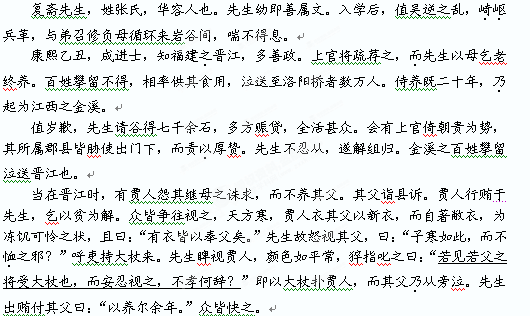 复斋先生，姓张氏，华容人也。先生幼即善属文。入学后，值吴逆之乱，崎岖
兵革，与弟召修负母循环来岩谷间，喘不得息。
康熙乙丑，成进士，知福建之晋江，多善政。上官将疏荐之，而先生以母乞老
终养。百姓攀留不得，相率供其食用，泣送至洛阳桥者数万人。侍养既二十年，乃
起为江西之金溪。
值岁歉，先生请谷得七千余石，多方赈贷，全活甚众。会有上官倚朝贵为势，
其所属郡县皆胁使出门下，而责以厚贽。先生不忍从，遂解组归。金溪之百姓攀留
泣送晋江也。
当在晋江时，有贾人怨其继母之诛求，而不养其父。其父诣县诉。贾人行贿于
先生，乞以贫为解。众皆争往视之，天方寒，贾人衣其父以新衣，而自著敝衣，为
冻饥可怜之状，且曰：“有衣皆以奉父矣。”先生故怒视其父，曰：“子寒如此，而不
恤之邪？”呼吏持大杖来。先生睥视贾人，颜色如平常，猝指叱之曰：“若见若父之
将受大杖也，而安忍视之，不孝何辞？”即以大杖扑贾人，而其父乃从旁泣。先生
出贿付其父曰：“以养尔余年。”众皆快之。